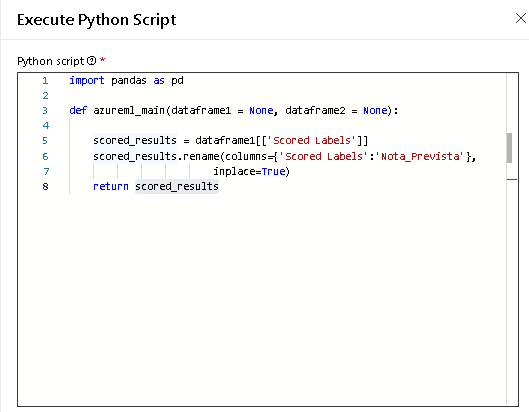 Execute Python Script
Python script *
1 import pandas as pd
2
3 def azureml_main(dataframe1 = None, dataframe2 = None):
4
5 scored_results = dataframe1[['Scored Labels']]
6 scored_results.rename(columns={'Scored Labels':'Nota_Prevista'},
7 inplace=True)
8 return scored_results